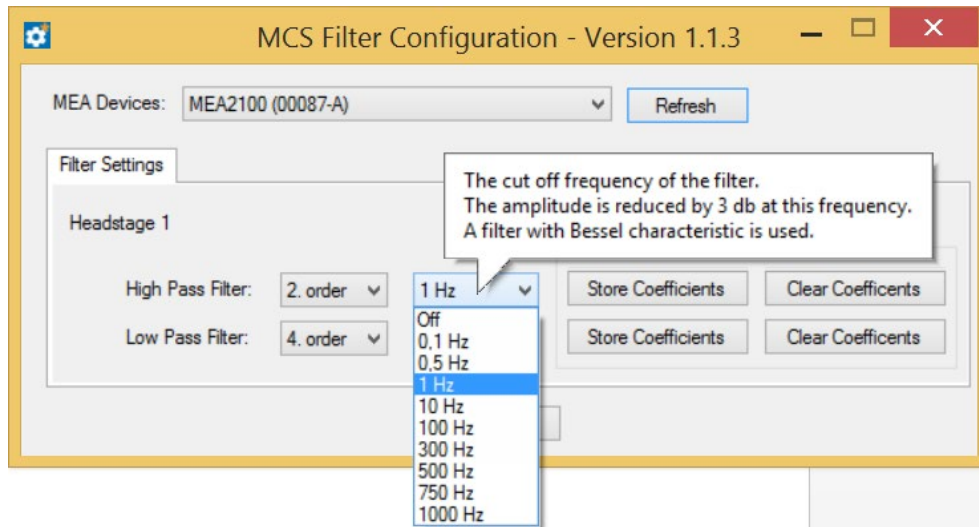 MCS Filter Configuration - Version 1.1.3
MEA Devices: MEA2100 (00087-A) Refresh
Filter Settings
The cut off frequency of the filter.
The amplitude is reduced by 3 db at this frequency.
A filter with Bessel characteristic is used.
Headstage 1
High Pass Filter: 2. order 1 Hz Store Coefficients Clear Coefficents
Low Pass Filter: 4. order Store Coefficients Clear Coefficents
Off
0,1 Hz
0,5 Hz
1 Hz
10 Hz
100 Hz
300 Hz
500 Hz
750 Hz
1000 Hz